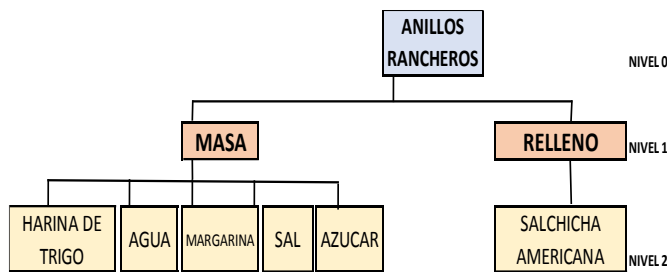 ANILLOS
RANCHEROS
NIVEL 0
MASA
RELLENO
NIVEL 1
HARINA DE
TRIGO
AGUA
MARGARINA
SAL
AZUCAR
SALCHICHA
AMERICANA
NIVEL 2